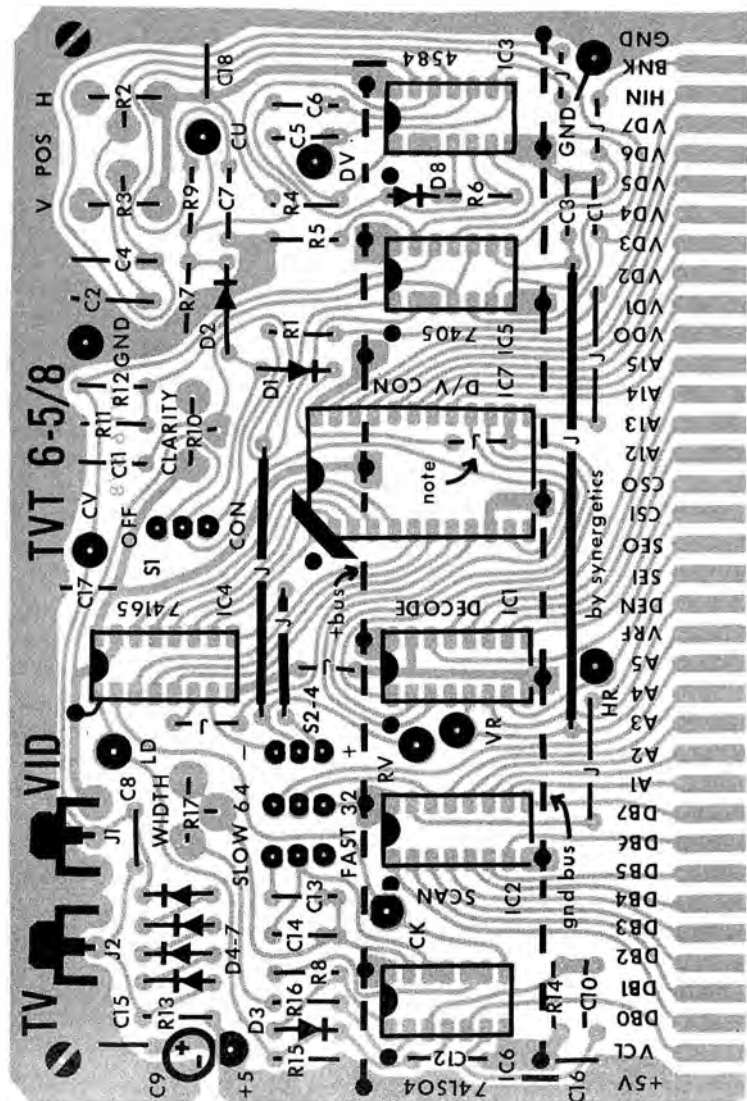 TV
VID
TVT 6-5/8
V POS H
J2
J1
C9
C15
R13
C8
C17
CV
C11
R11
R12
GND
C2
C4
R3
R2
+5
D4-7
WIDTH
R17
LD
74165
S1
OFF
CON
CLARITY
R10
R7
R9
C18
D3
R15
R16
R8
C14
C13
SLOW 64
FAST 32
S2-4
-
+
IC4
J
J
J
J
D1
D2
R1
C7
CU
R5
R4
C5
C6
DV
74LS04
C12
CK
SCAN
RV
VR
DECODE
+bus
D/V CON
note
J
7405
D8
R6
4584
IC6
IC2
IC1
IC7
IC5
IC3
C16
R14
C10
gnd bus
J
HR
by synergetics
J
J
C3
C1
GND
J
J
+5V
VCL
DB0
DB1
DB2
DB3
DB4
DB5
DB6
DB7
A1
A2
A3
A4
A5
VRF
DEN
SEI
SEO
CSI
CSO
A12
A13
A14
A15
VD0
VD1
VD2
VD3
VD4
VD5
VD6
VD7
HIN
BNK
GND